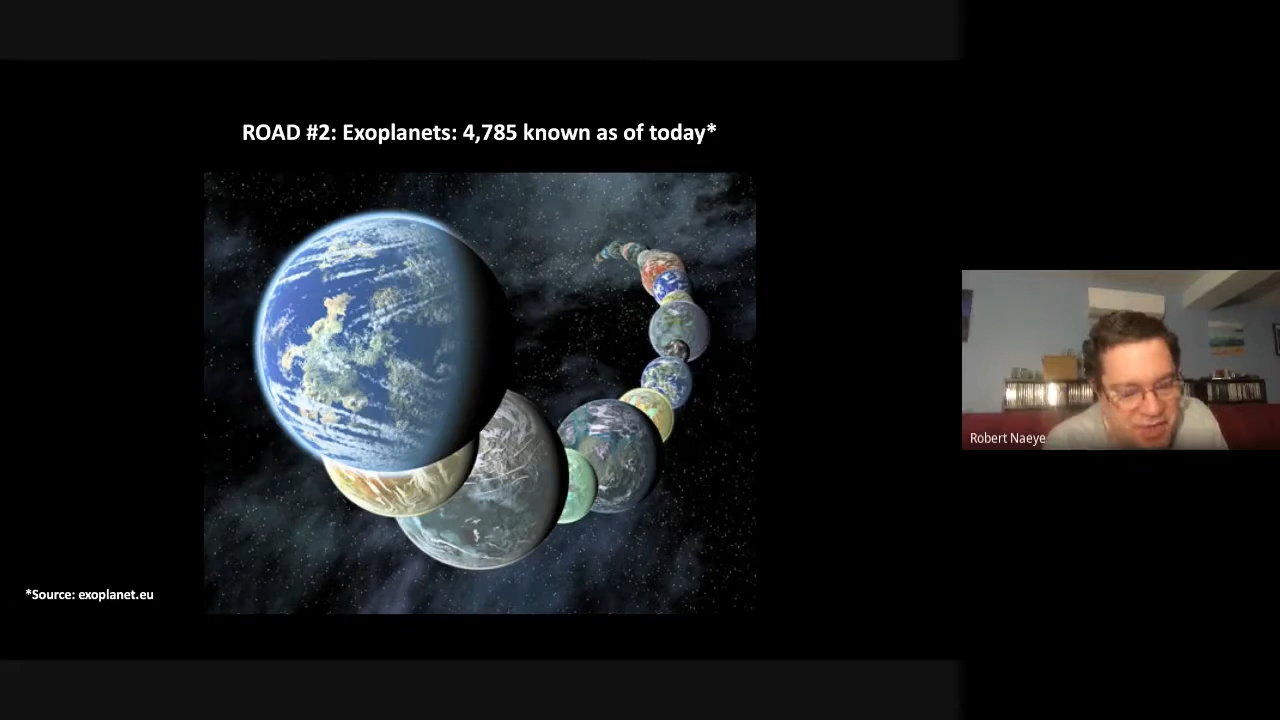 ROAD #2: Exoplanets: 4,785 known as of today*
Robert Naeye
*Source: exoplanet.eu